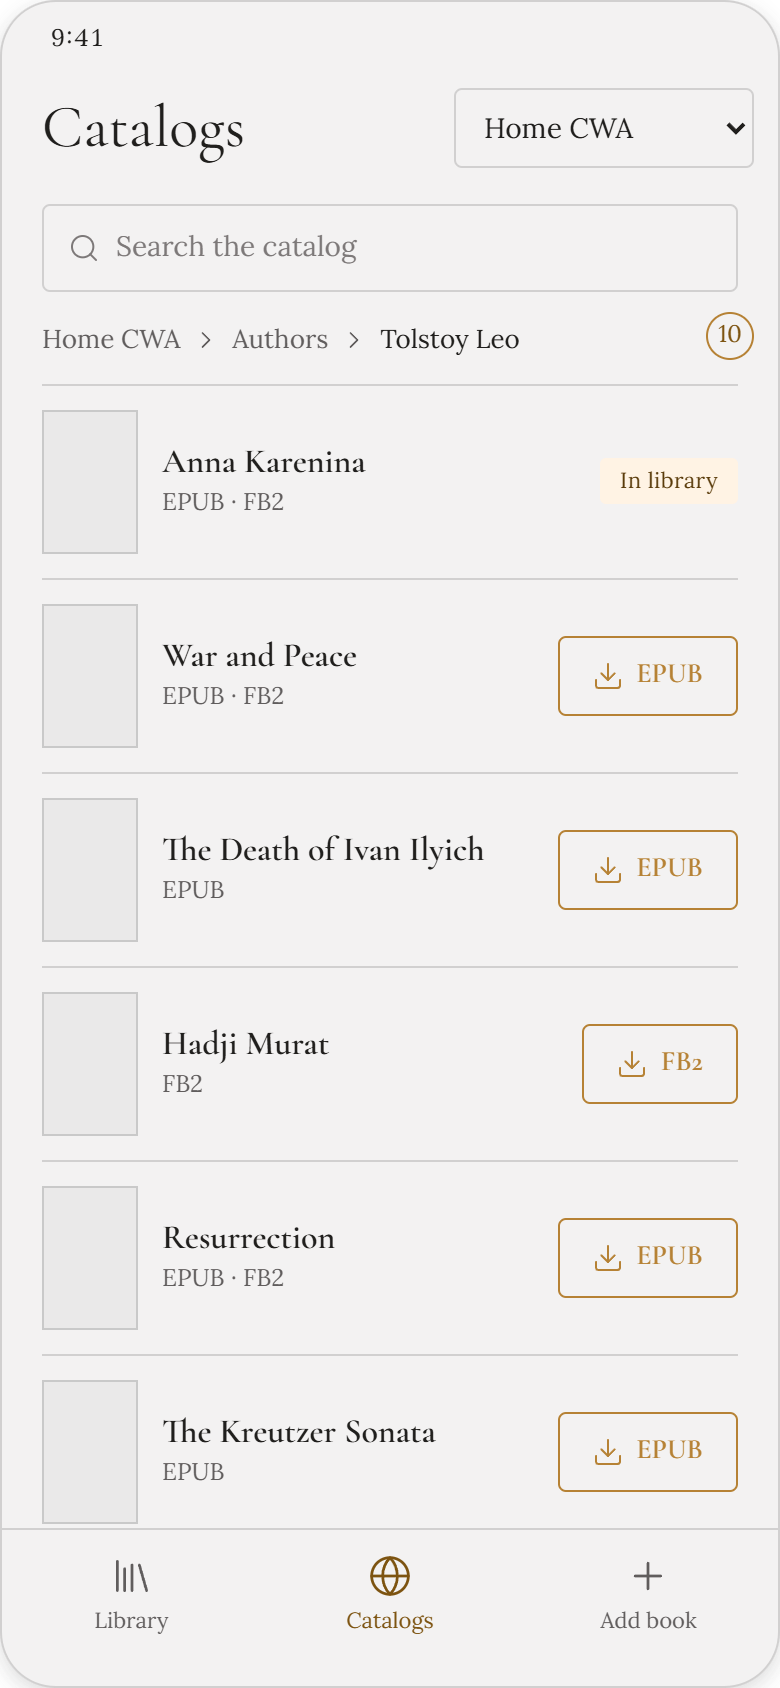 9:41
Catalogs
Home CWA
Search the catalog
Home CWA > Authors > Tolstoy Leo
10
Anna Karenina
EPUB · FB2
In library
War and Peace
EPUB · FB2
EPUB
The Death of Ivan Ilyich
EPUB
EPUB
Hadji Murat
FB2
FB2
Resurrection
EPUB · FB2
EPUB
The Kreutzer Sonata
EPUB
EPUB
Library
Catalogs
Add book